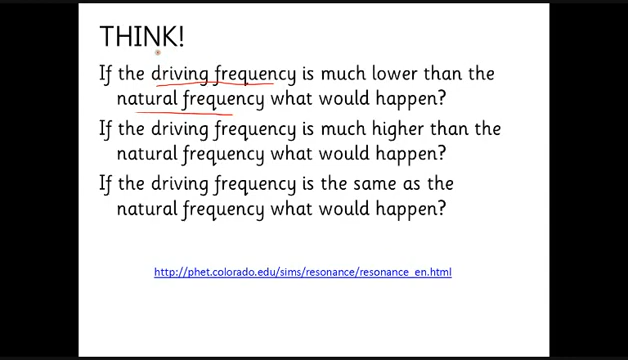 THINK!
If the driving frequency is much lower than the
natural frequency what would happen?
If the driving frequency is much higher than the
natural frequency what would happen?
If the driving frequency is the same as the
natural frequency what would happen?
http://phet.colorado.edu/sims/resonance/resonance_en.html